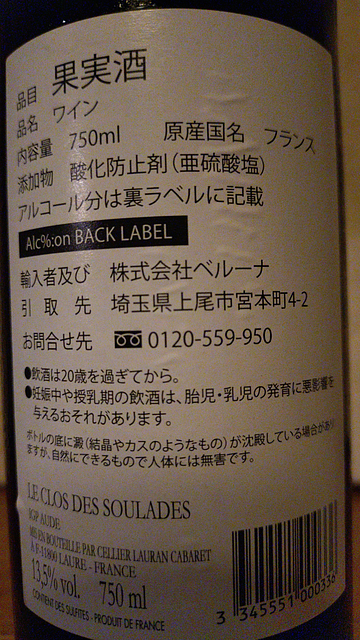 品目 果実酒
品名 ワイン
内容量 750ml 原産国名 フランス
添加物 酸化防止剤(亜硫酸塩)
アルコール分は裏ラベルに記載
Alc%:on BACK LABEL
輸入者及び 株式会社ベルーナ
引取先 埼玉県上尾市宮本町4-2
お問合せ先 0120-559-950
●飲酒は20歳を過ぎてから。
●妊娠中や授乳期の飲酒は、胎児・乳児の発育に悪影響を
与えるおそれがあります。
ボトルの底に澱(結晶やカスのようなもの)が沈殿している場合があり
ますが、自然にできるもので人体には無害です。
LE CLOS DES SOULADES
IGP AUDE
MIS EN BOUTEILLE PAR CELLIER LAURAN CABARET
A F-11800 LAURE - FRANCE
13,5% vol. 750 ml
CONTIENT DES SULFITES - PRODUIT DE FRANCE
3 345551 000336